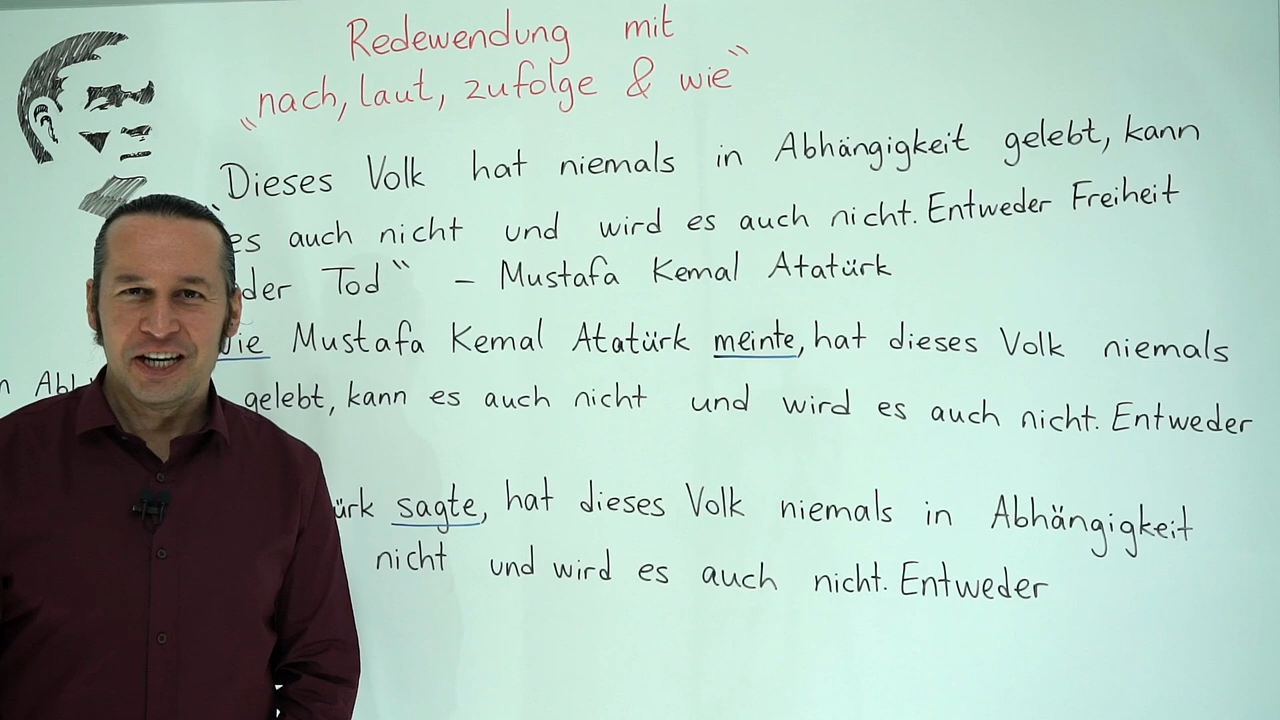 Redewendung mit
„nach, laut, zufolge & wie“
„Dieses Volk hat niemals in Abhängigkeit gelebt, kann
es auch nicht und wird es auch nicht. Entweder Freiheit
der Tod“ – Mustafa Kemal Atatürk
Mustafa Kemal Atatürk meinte, hat dieses Volk niemals
gelebt, kann es auch nicht und wird es auch nicht. Entweder
ürk sagte, hat dieses Volk niemals in Abhängigkeit
nicht und wird es auch nicht. Entweder